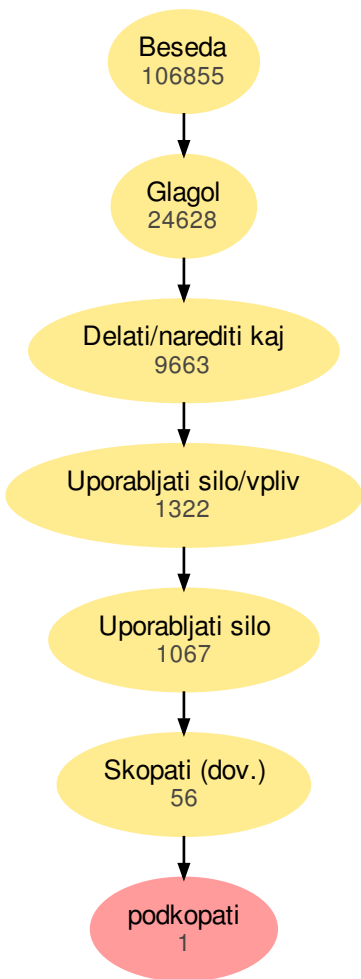 Beseda
106855
Glagol
24628
Delati/narediti kaj
9663
Uporabljati silo/vpliv
1322
Uporabljati silo
1067
Skopati (dov.)
56
podkopati
1